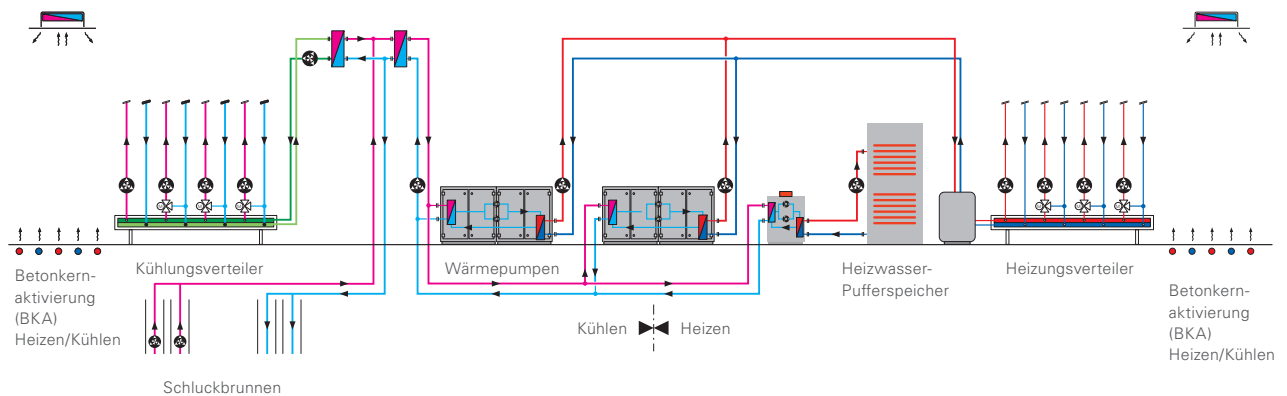 Betonkern-
aktivierung
(BKA)
Heizen/Kühlen
Kühlungsverteiler
Schluckbrunnen
Wärmepumpen
Kühlen
Heizen
Heizwasser-
Pufferspeicher
Heizungsverteiler
Betonkern-
aktivierung
(BKA)
Heizen/Kühlen